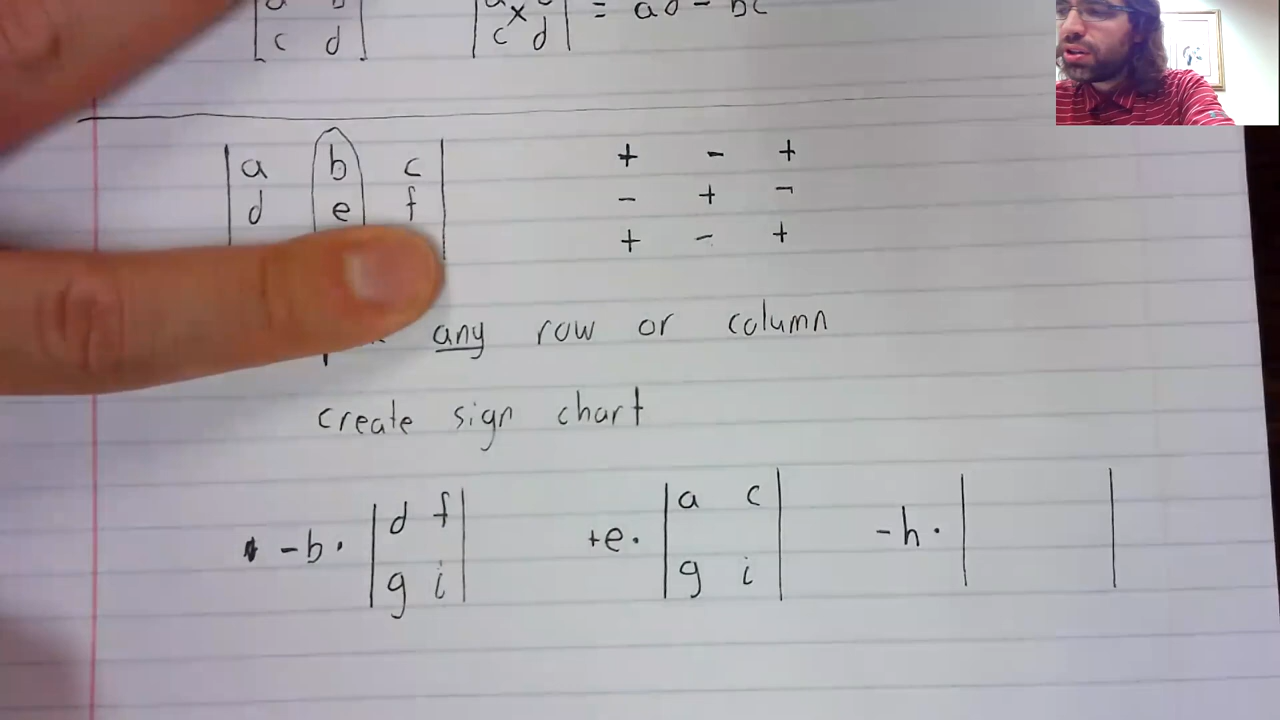 c d c d = ad - bc
a b c + - +
d e f - + -
+ - +
any row or column
create sign chart
d f a c
- b · + e · - h ·
g i g i